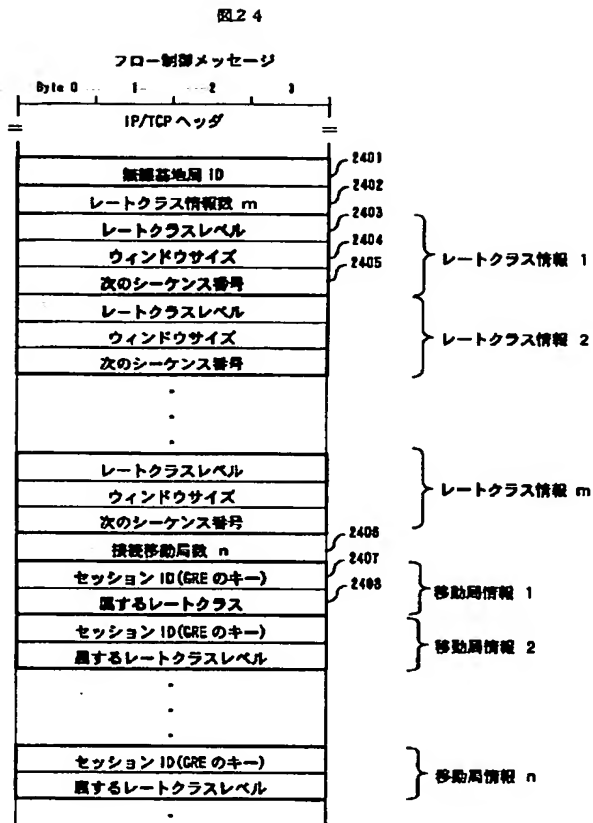 図24
フロー制御メッセージ
Byte 0 1 2 3
IP/TCP ヘッダ
無線基地局 ID 2401
レートクラス情報数 m 2402
レートクラスレベル 2403
ウィンドウサイズ 2404
次のシーケンス番号 2405
レートクラス情報 1
レートクラスレベル
ウィンドウサイズ
次のシーケンス番号
レートクラス情報 2
レートクラスレベル
ウィンドウサイズ
次のシーケンス番号
レートクラス情報 m
接続移動局数 n 2406
セッション ID(GRE のキー) 2407
属するレートクラス 2408
移動局情報 1
セッション ID(GRE のキー)
属するレートクラスレベル
移動局情報 2
セッション ID(GRE のキー)
属するレートクラスレベル
移動局情報 n